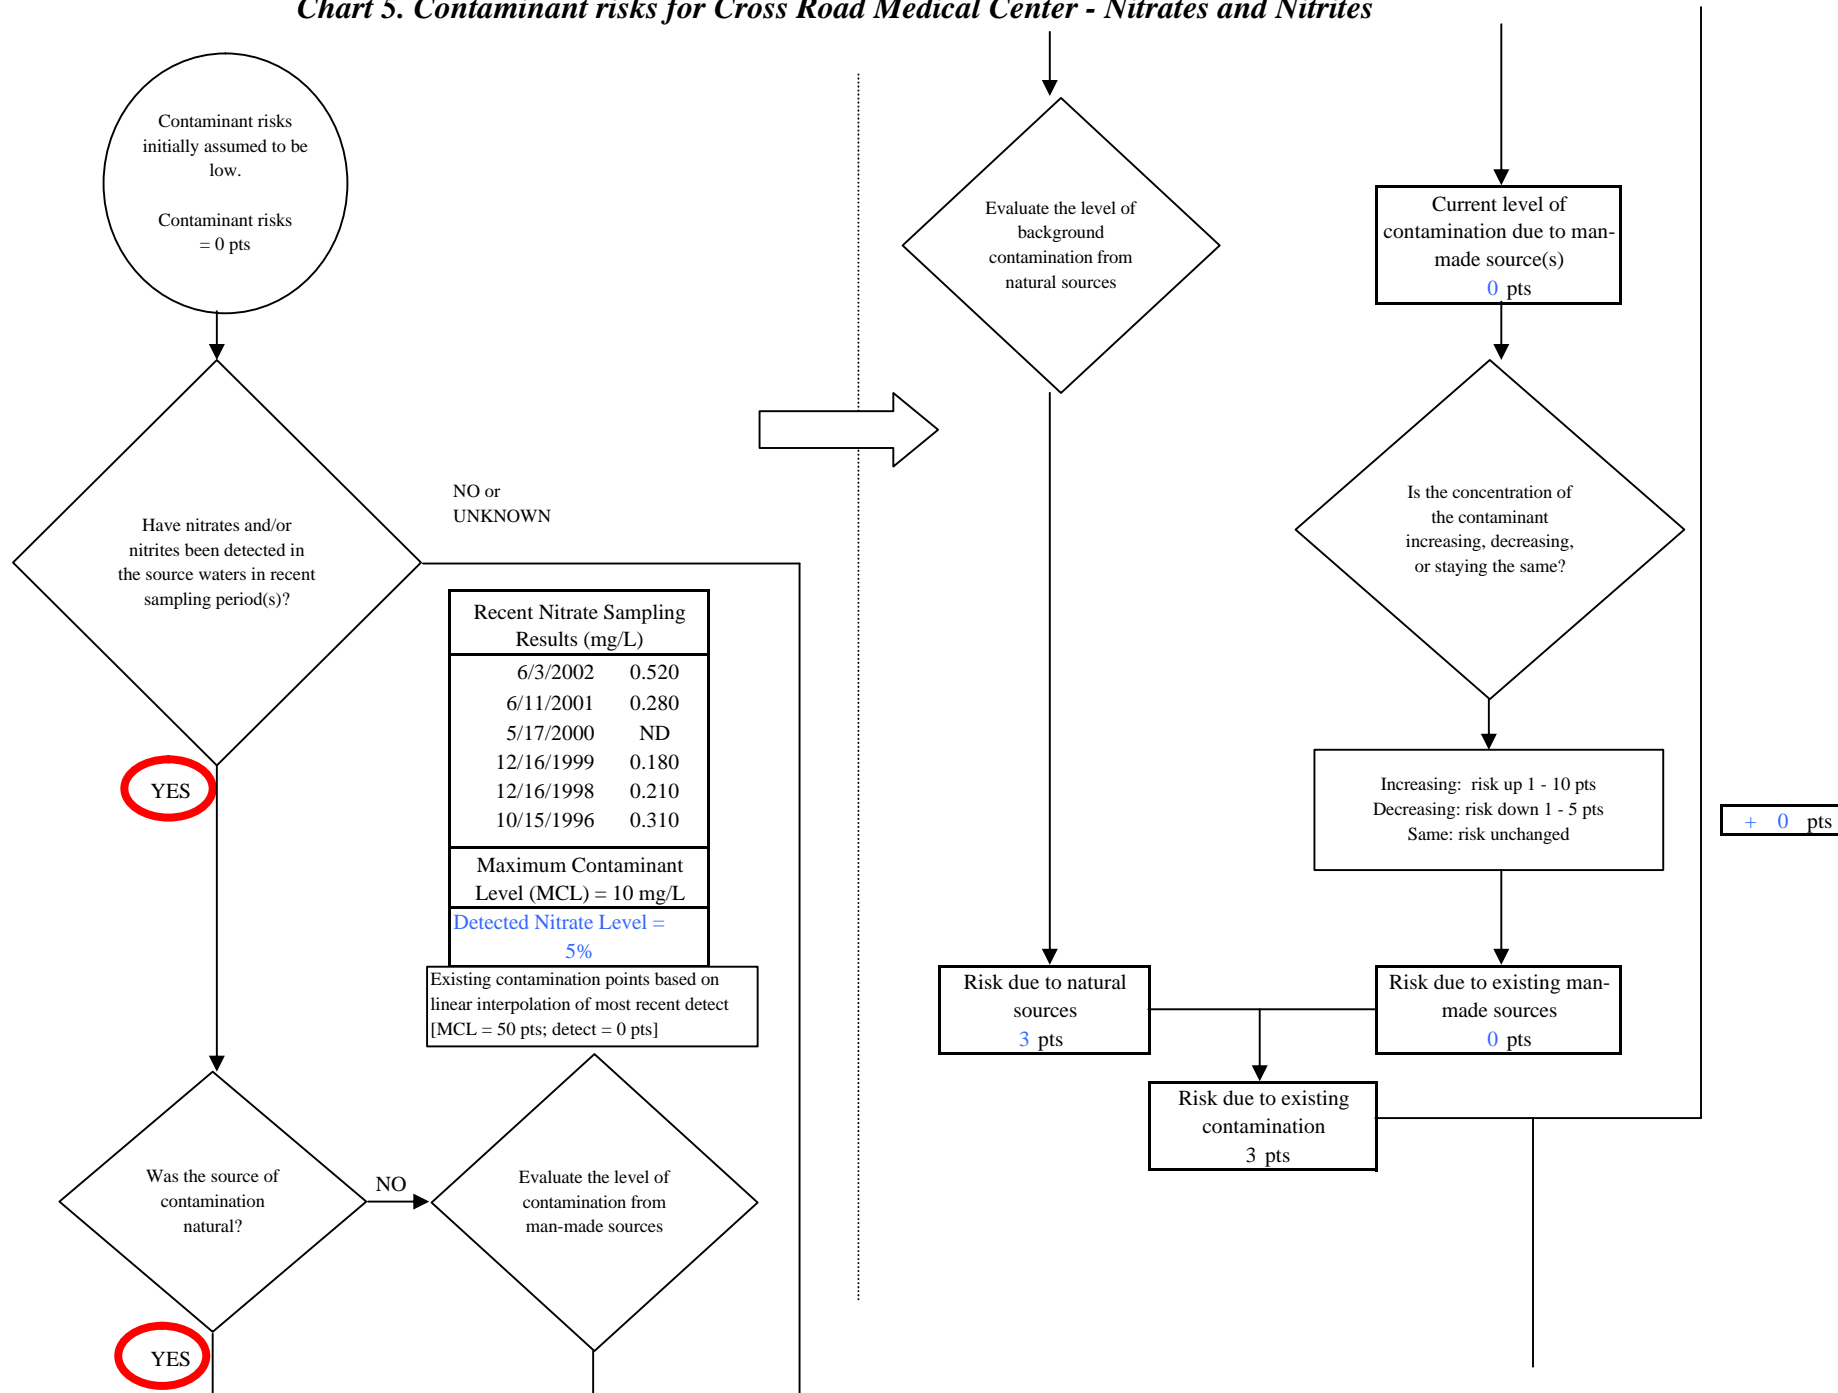 Chart 5. Contaminant risks for Cross Road Medical Center - Nitrates and Nitrites
Contaminant risks
initially assumed to be
low.
Contaminant risks
= 0 pts
Have nitrates and/or
nitrites been detected in
the source waters in recent
sampling period(s)?
NO or
UNKNOWN
YES
Recent Nitrate Sampling
Results (mg/L)
6/3/2002 0.520
6/11/2001 0.280
5/17/2000 ND
12/16/1999 0.180
12/16/1998 0.210
10/15/1996 0.310
Maximum Contaminant
Level (MCL) = 10 mg/L
Detected Nitrate Level =
5%
Existing contamination points based on
linear interpolation of most recent detect
[MCL = 50 pts; detect = 0 pts]
Was the source of
contamination
natural?
NO
Evaluate the level of
contamination from
man-made sources
YES
Evaluate the level of
background
contamination from
natural sources
Current level of
contamination due to man-
made source(s)
0 pts
Is the concentration of
the contaminant
increasing, decreasing,
or staying the same?
Increasing: risk up 1 - 10 pts
Decreasing: risk down 1 - 5 pts
Same: risk unchanged
+ 0 pts
Risk due to natural
sources
3 pts
Risk due to existing man-
made sources
0 pts
Risk due to existing
contamination
3 pts